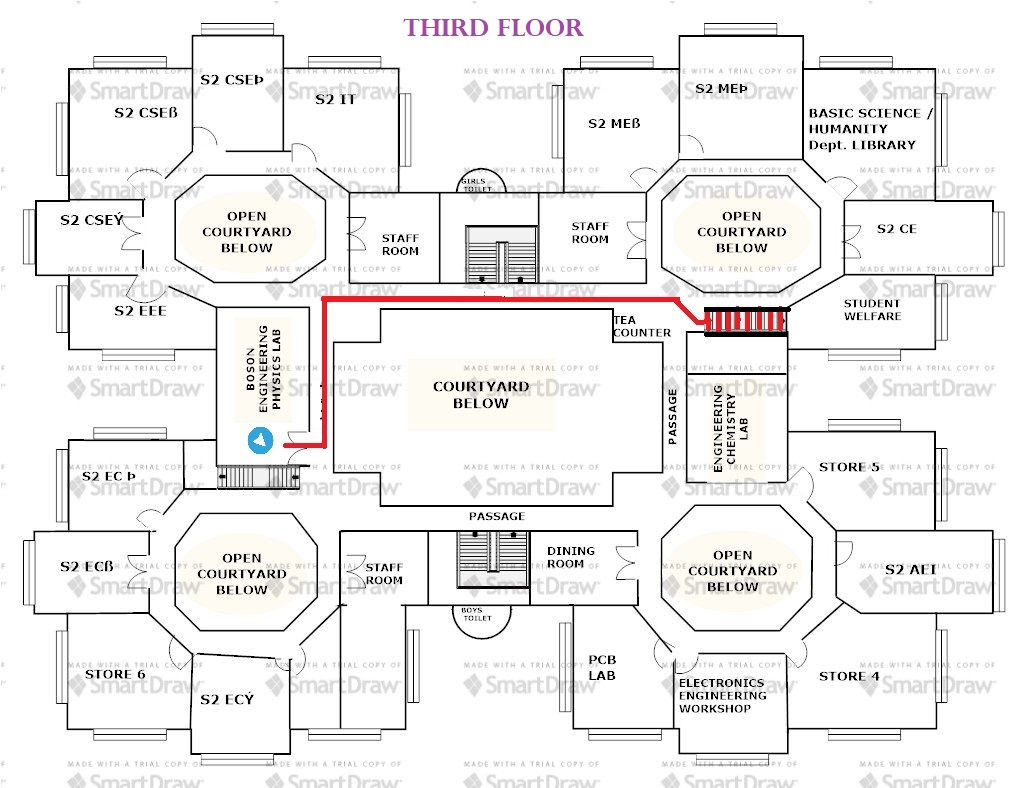 THIRD FLOOR
S2 CSEÞ
S2 CSEß
S2 IT
S2 MEÞ
S2 MEß
BASIC SCIENCE /
HUMANITY
Dept. LIBRARY
GIRLS
TOILET
S2 CSEÝ
OPEN
COURTYARD
BELOW
STAFF
ROOM
STAFF
ROOM
OPEN
COURTYARD
BELOW
S2 CE
S2 EEE
STUDENT
WELFARE
TEA
COUNTER
BOSON
ENGINEERING
PHYSICS LAB
COURTYARD
BELOW
PASSAGE
ENGINEERING
CHEMISTRY
LAB
S2 EC Þ
STORE 5
PASSAGE
S2 ECß
OPEN
COURTYARD
BELOW
STAFF
ROOM
DINING
ROOM
OPEN
COURTYARD
BELOW
S2 AEI
BOYS
TOILET
STORE 6
S2 ECÝ
PCB
LAB
ELECTRONICS
ENGINEERING
WORKSHOP
STORE 4
MADE WITH A TRIAL COPY OF
SmartDraw